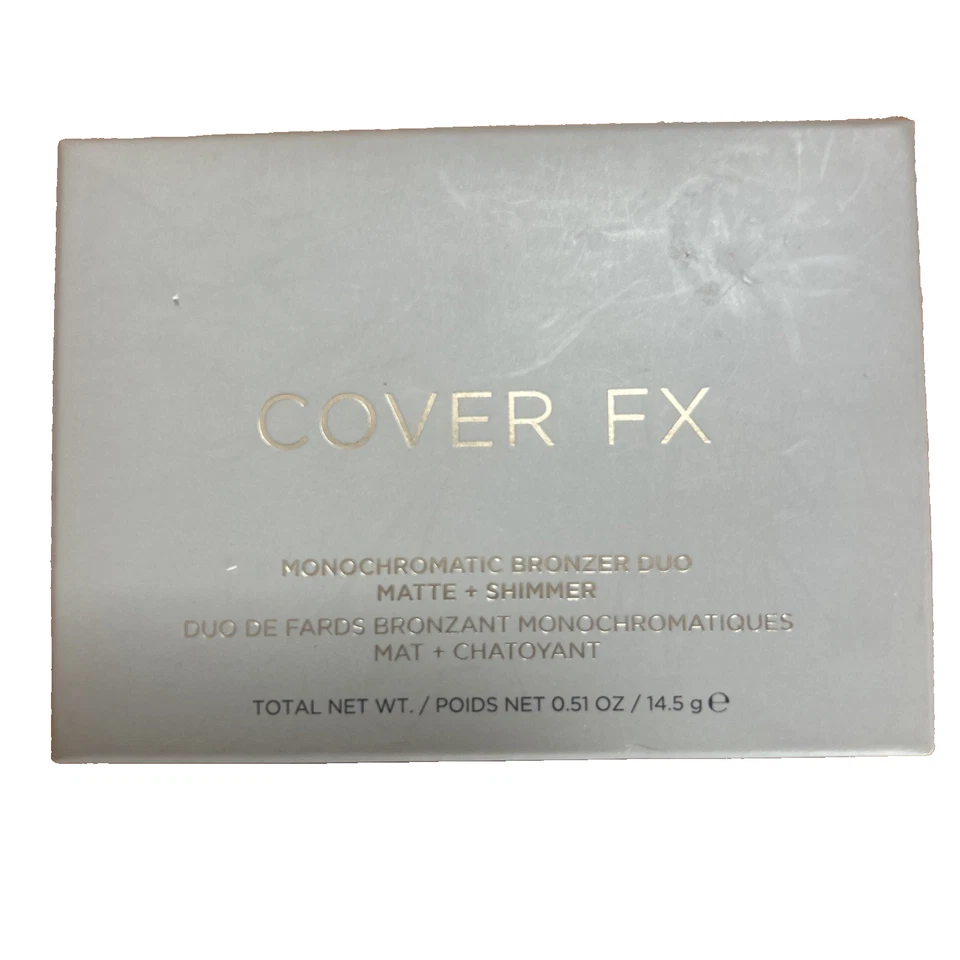 COVER FX
MONOCHROMATIC BRONZER DUO
MATTE + SHIMMER
DUO DE FARDS BRONZANT MONOCHROMATIQUES
MAT + CHATOYANT
TOTAL NET WT. / POIDS NET 0.51 OZ / 14.5 g ℮